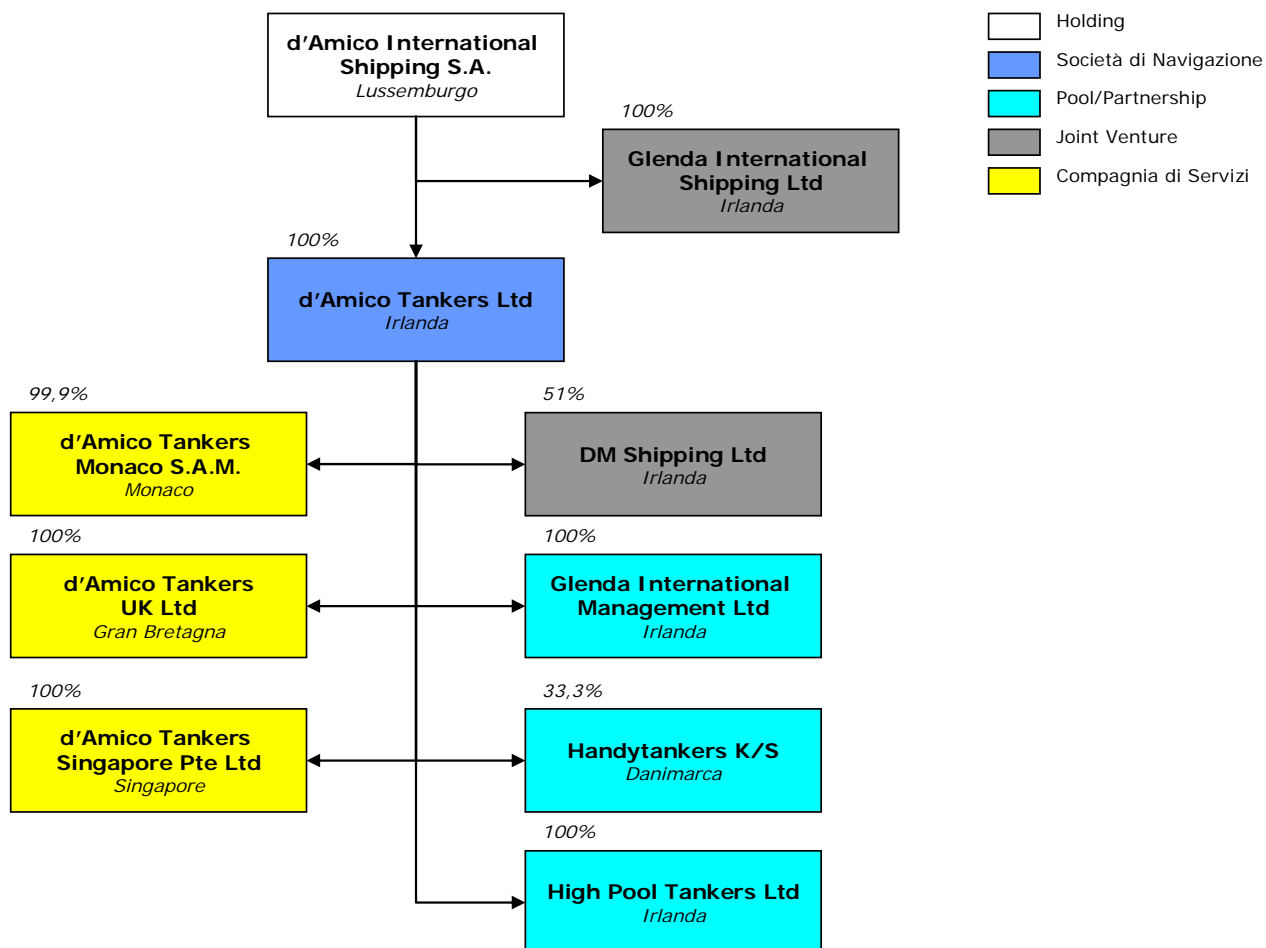 d'Amico International
Shipping S.A.
Lussemburgo
Holding
Società di Navigazione
Pool/Partnership
Joint Venture
Compagnia di Servizi
100%
Glenda International
Shipping Ltd
Irlanda
100%
d'Amico Tankers Ltd
Irlanda
99,9%
d'Amico Tankers
Monaco S.A.M.
Monaco
51%
DM Shipping Ltd
Irlanda
100%
d'Amico Tankers
UK Ltd
Gran Bretagna
100%
Glenda International
Management Ltd
Irlanda
100%
d'Amico Tankers
Singapore Pte Ltd
Singapore
33,3%
Handytankers K/S
Danimarca
100%
High Pool Tankers Ltd
Irlanda